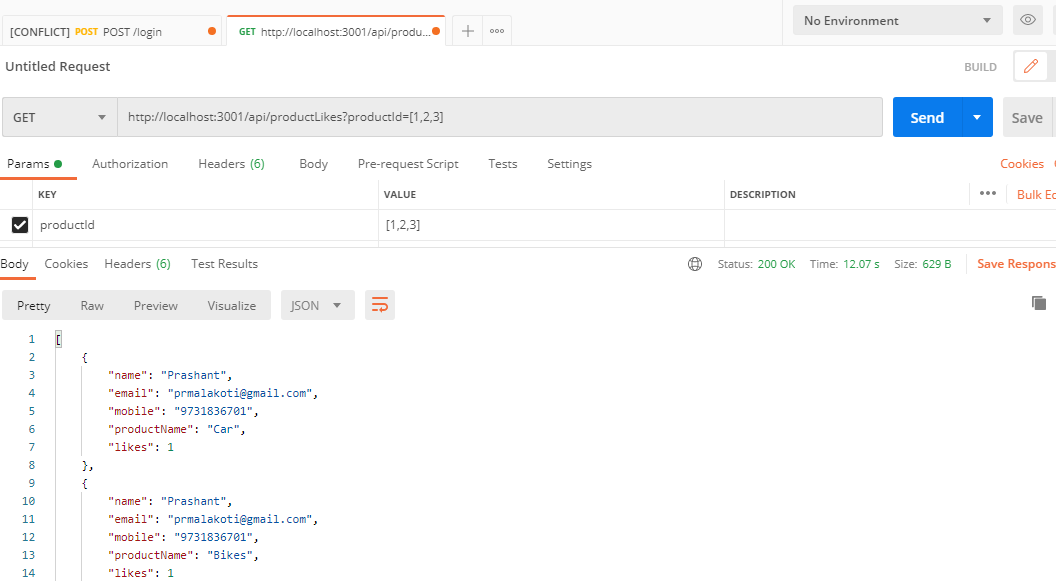 [CONFLICT] POST POST /login GET http://localhost:3001/api/produ... + ooo No Environment
Untitled Request BUILD
GET http://localhost:3001/api/productLikes?productId=[1,2,3] Send Save
Params Authorization Headers (6) Body Pre-request Script Tests Settings Cookies
KEY VALUE DESCRIPTION ••• Bulk Ec
productId [1,2,3]
Body Cookies Headers (6) Test Results Status: 200 OK Time: 12.07 s Size: 629 B Save Respons
Pretty Raw Preview Visualize JSON
1 [
2 {
3 "name": "Prashant",
4 "email": "prmalakoti@gmail.com",
5 "mobile": "9731836701",
6 "productName": "Car",
7 "likes": 1
8 },
9 {
10 "name": "Prashant",
11 "email": "prmalakoti@gmail.com",
12 "mobile": "9731836701",
13 "productName": "Bikes",
14 "likes": 1